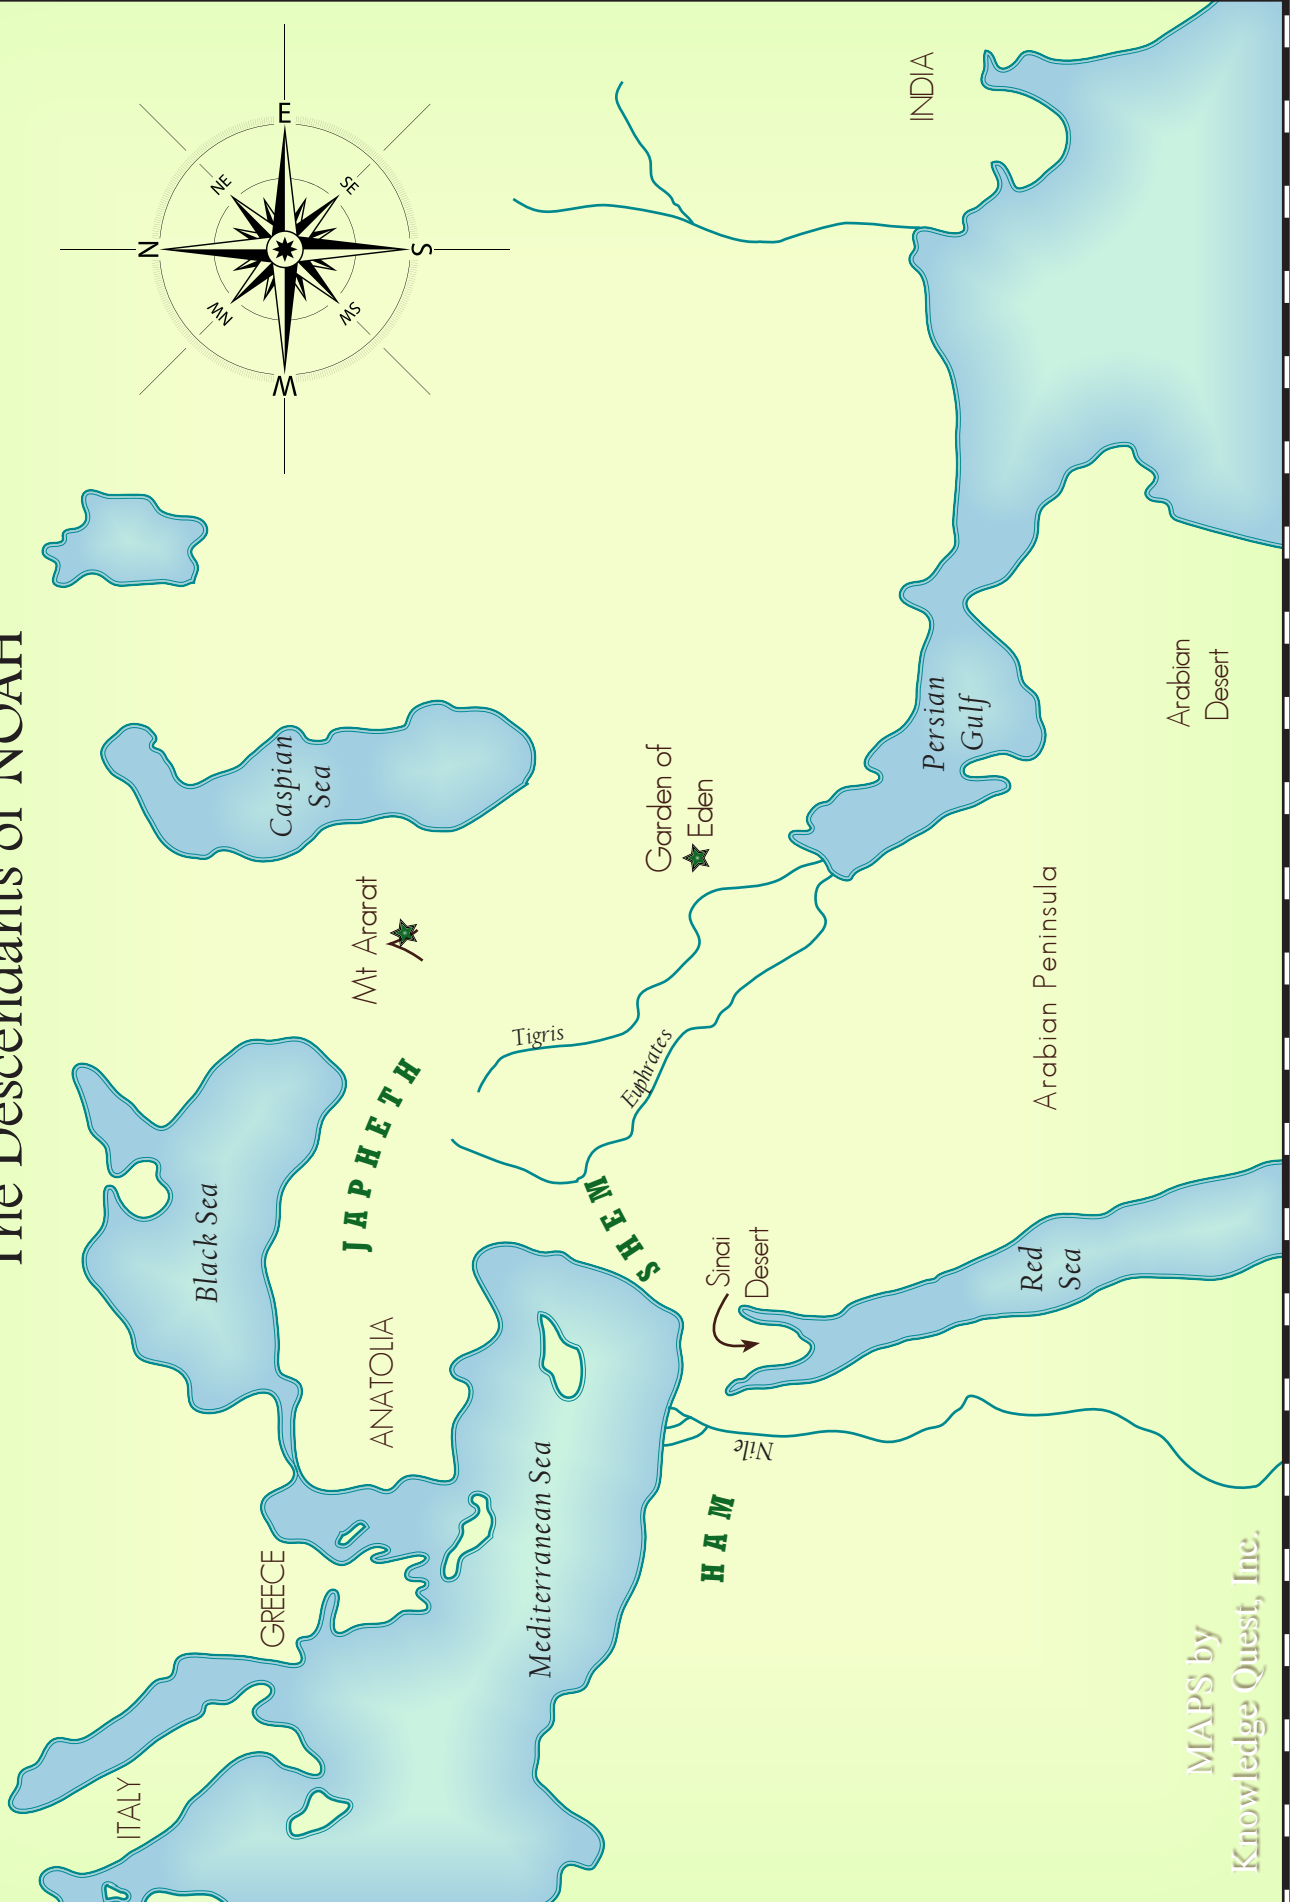 The Descendants of NOAH
ITALY
GREECE
Black Sea
Caspian
Sea
N
NW
NE
W
E
SW
SE
S
ANATOLIA
JAPHETH
Mt Ararat
Mediterranean Sea
Tigris
Euphrates
SHEM
Garden of
Eden
HAM
Nile
Sinai
Desert
Persian
Gulf
INDIA
Red
Sea
Arabian Peninsula
Arabian
Desert
MAPS by
Knowledge Quest, Inc.